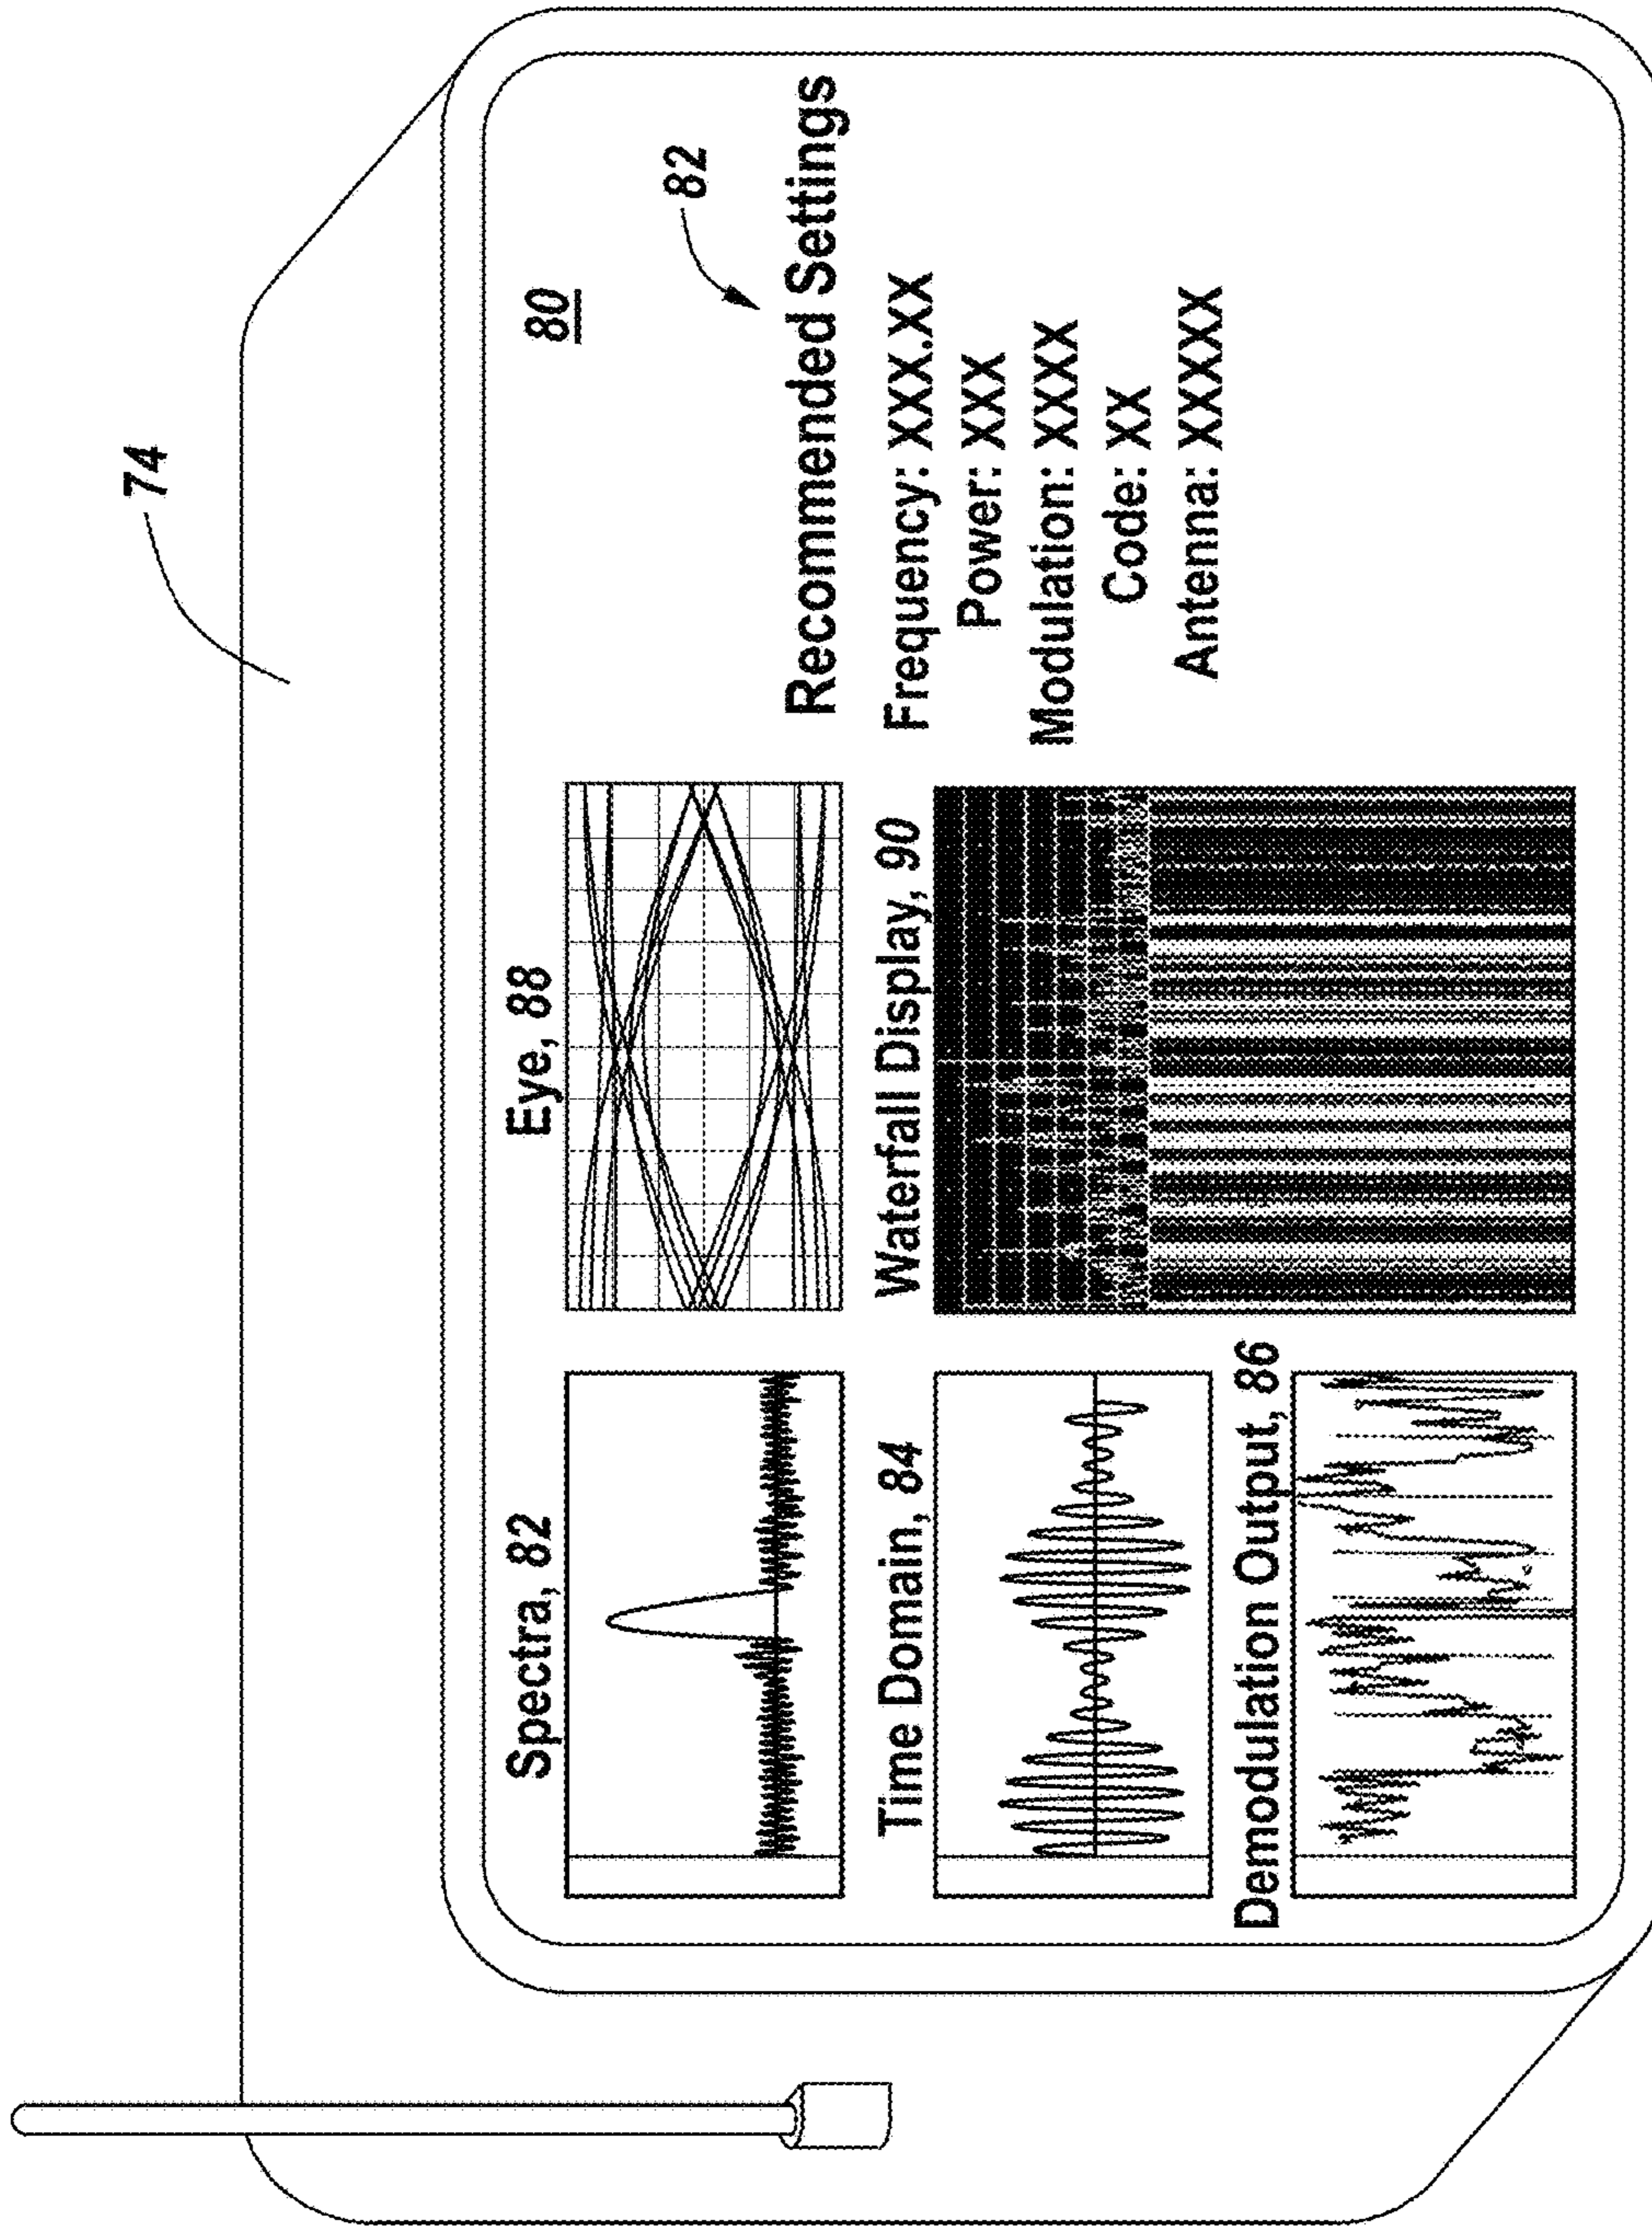 74
80
Spectra, 82
Eye, 88
82
Recommended Settings
Time Domain, 84
Waterfall Display, 90
Frequency: XXX.XX
Power: XXX
Modulation: XXXX
Code: XX
Antenna: XXXXX
Demodulation Output, 86